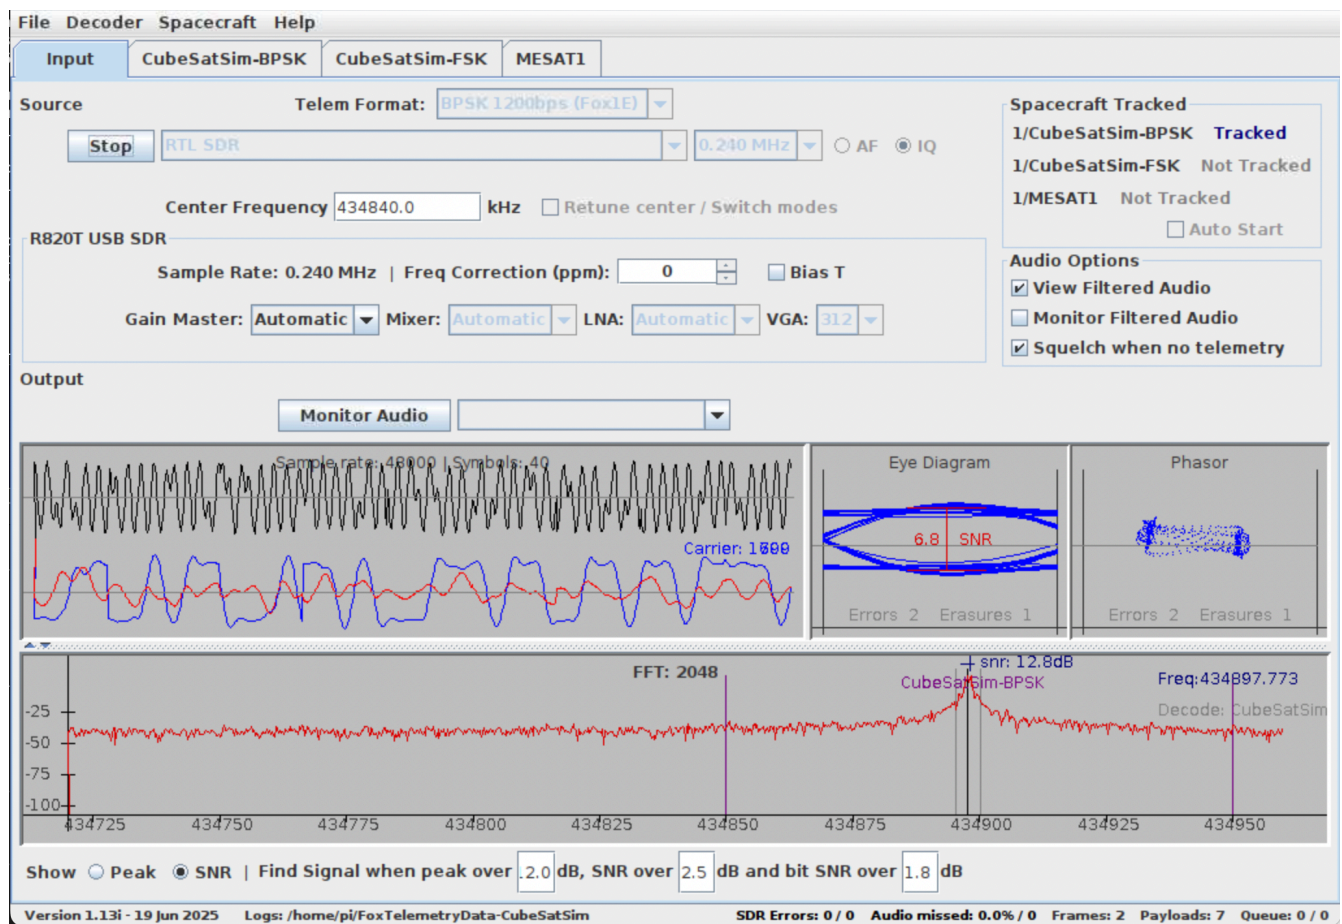 File Decoder Spacecraft Help
Input CubeSatSim-BPSK CubeSatSim-FSK MESAT1
Source Telem Format: BPSK 1200bps (Fox1E)
Stop RTL SDR 0.240 MHz AF IQ
Center Frequency 434840.0 kHz Retune center / Switch modes
R820T USB SDR
Sample Rate: 0.240 MHz | Freq Correction (ppm): 0 Bias T
Gain Master: Automatic Mixer: Automatic LNA: Automatic VGA: 312
Spacecraft Tracked
1/CubeSatSim-BPSK Tracked
1/CubeSatSim-FSK Not Tracked
1/MESAT1 Not Tracked
Auto Start
Audio Options
View Filtered Audio
Monitor Filtered Audio
Squelch when no telemetry
Output
Monitor Audio
Sample rate: 48000 | Symbols: 40
Carrier:
Eye Diagram
6.8 SNR
Errors 2 Erasures 1
Phasor
Errors 2 Erasures 1
FFT: 2048
snr: 12.8dB
CubeSatSim-BPSK
Freq:434897.773
Decode: CubeSatSim
-25
-50
-75
-100
434725 434750 434775 434800 434825 434850 434875 434900 434925 434950
Show Peak SNR | Find Signal when peak over .2.0 dB, SNR over 2.5 dB and bit SNR over 1.8 dB
Version 1.13i - 19 Jun 2025 Logs: /home/pi/FoxTelemetryData-CubeSatSim SDR Errors: 0 / 0 Audio missed: 0.0% / 0 Frames: 2 Payloads: 7 Queue: 0 / 0